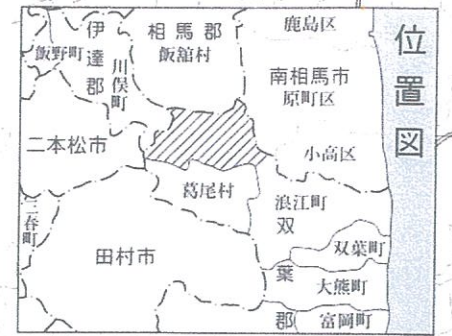 位置図
鹿島区
相馬郡
飯舘村
伊達郡
飯野町
川俣町
南相馬市
原町区
小高区
二本松市
葛尾村
浪江町
双葉郡
双葉町
三春町
田村市
大熊町
富岡町